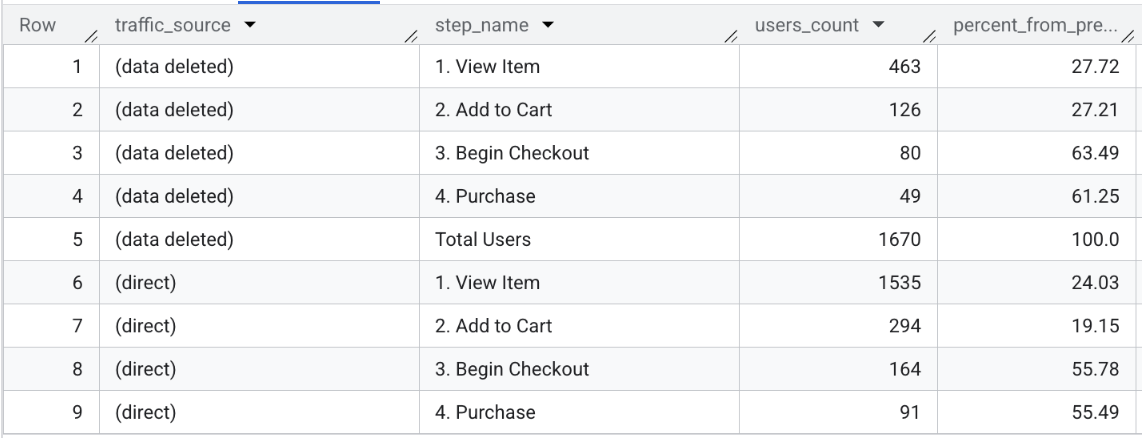 Row traffic_source step_name users_count percent_from_pre...
1 (data deleted) 1. View Item 463 27.72
2 (data deleted) 2. Add to Cart 126 27.21
3 (data deleted) 3. Begin Checkout 80 63.49
4 (data deleted) 4. Purchase 49 61.25
5 (data deleted) Total Users 1670 100.0
6 (direct) 1. View Item 1535 24.03
7 (direct) 2. Add to Cart 294 19.15
8 (direct) 3. Begin Checkout 164 55.78
9 (direct) 4. Purchase 91 55.49